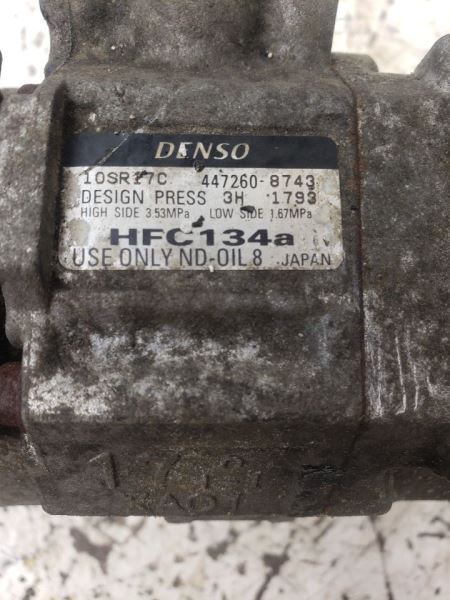 DENSO
10SR17C 447260-8743
DESIGN PRESS 3H 1793
HIGH SIDE 3.53MPa LOW SIDE 1.67MPa
HFC134a
USE ONLY ND-OIL 8 JAPAN